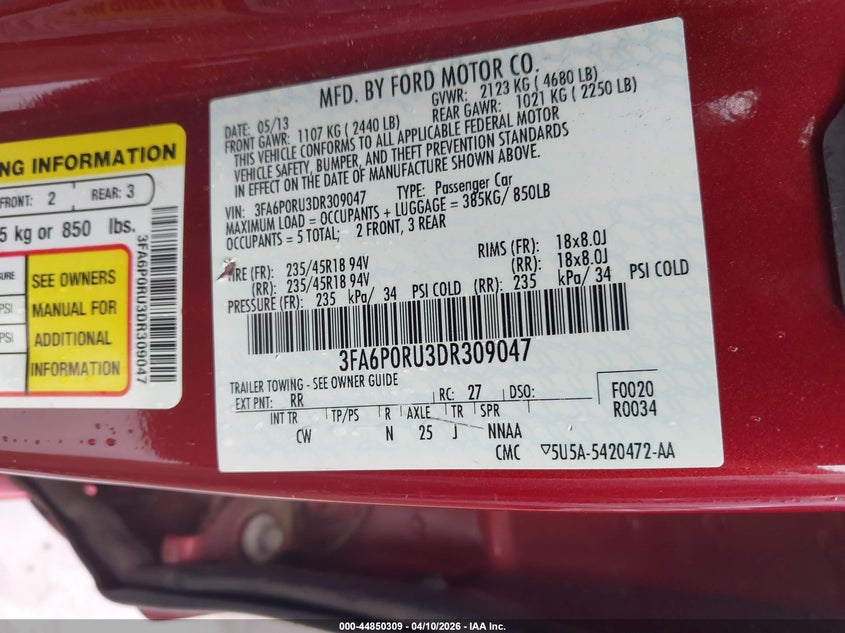 MFD. BY FORD MOTOR CO.
DATE: 05/13 GVWR: 2123 KG ( 4680 LB)
FRONT GAWR: 1107 KG ( 2440 LB) REAR GAWR: 1021 KG ( 2250 LB)
THIS VEHICLE CONFORMS TO ALL APPLICABLE FEDERAL MOTOR
VEHICLE SAFETY, BUMPER, AND THEFT PREVENTION STANDARDS
IN EFFECT ON THE DATE OF MANUFACTURE SHOWN ABOVE.
VIN: 3FA6P0RU3DR309047 TYPE: Passenger Car
MAXIMUM LOAD = OCCUPANTS + LUGGAGE = 385KG/ 850LB
OCCUPANTS = 5 TOTAL; 2 FRONT, 3 REAR
IRE (FR): 235/45R18 94V RIMS (FR): 18x8.0J
(RR): 235/45R18 94V (RR): 18x8.0J
PRESSURE (FR): 235 kPa/ 34 PSI COLD (RR): 235 kPa/ 34 PSI COLD
3FA6P0RU3DR309047
TRAILER TOWING - SEE OWNER GUIDE
EXT PNT: RR RC: 27 DSO: F0020
R0034
INT TR TP/PS R AXLE TR SPR
CW N 25 J NNAA
CMC 5U5A-5420472-AA
NG INFORMATION
FRONT: 2 REAR: 3
5 kg or 850 lbs.
SURE
PSI
PSI
SEE OWNERS
MANUAL FOR
ADDITIONAL
INFORMATION
3FA6P0RU3DR309047
000-44850309 - 04/10/2026 - IAA Inc.